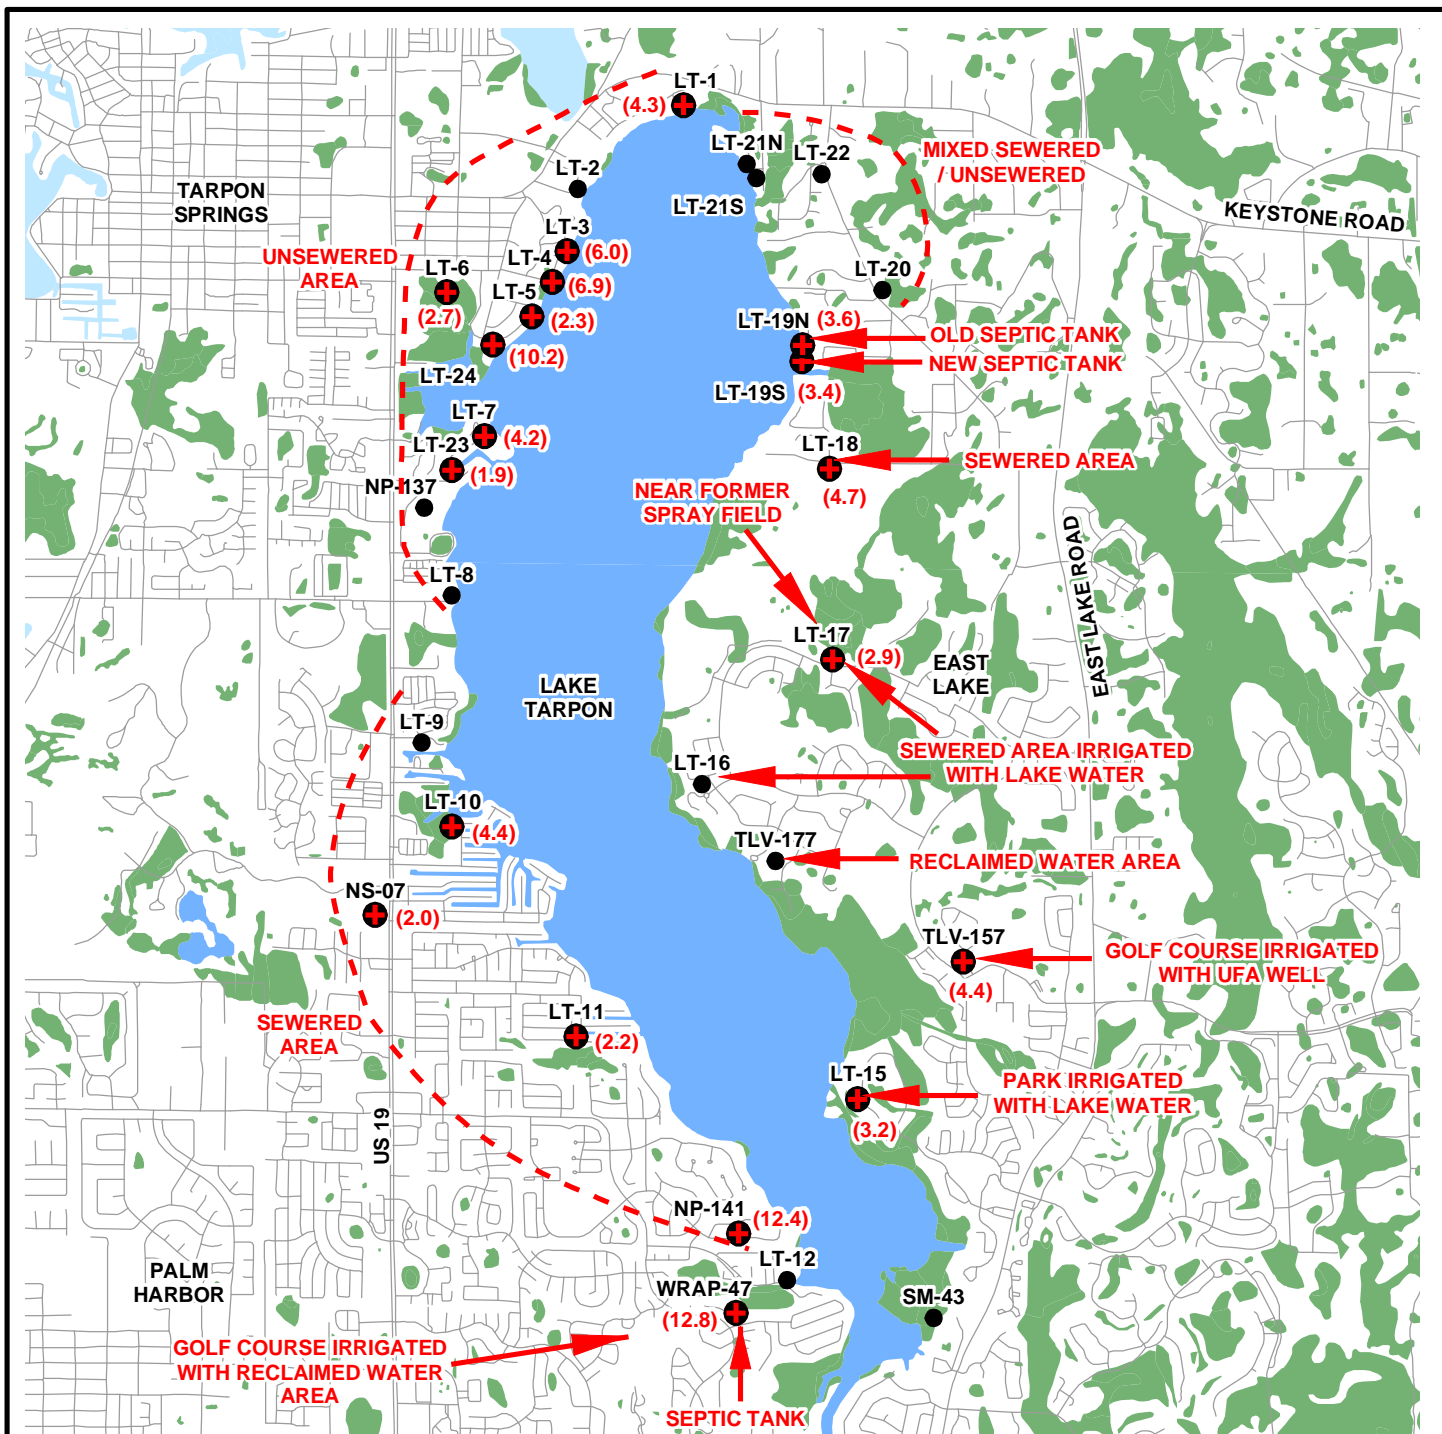 LT-1
(4.3)
LT-21N
LT-22
MIXED SEWERED
/ UNSEWERED
LT-2
TARPON
SPRINGS
LT-21S
KEYSTONE ROAD
LT-3
(6.0)
UNSEWERED
AREA
LT-6
(2.7)
LT-4
(6.9)
LT-5
(2.3)
LT-20
(10.2)
LT-24
LT-19N
(3.6)
OLD SEPTIC TANK
NEW SEPTIC TANK
LT-19S
(3.4)
LT-7
(4.2)
LT-23
(1.9)
LT-18
(4.7)
SEWERED AREA
NP-137
NEAR FORMER
SPRAY FIELD
EAST LAKE ROAD
LT-8
LT-17
(2.9)
EAST
LAKE
LAKE
TARPON
LT-9
SEWERED AREA IRRIGATED
WITH LAKE WATER
LT-16
LT-10
(4.4)
TLV-177
RECLAIMED WATER AREA
NS-07
(2.0)
TLV-157
(4.4)
GOLF COURSE IRRIGATED
WITH UFA WELL
SEWERED
AREA
LT-11
(2.2)
LT-15
(3.2)
PARK IRRIGATED
WITH LAKE WATER
US 19
NP-141
(12.4)
LT-12
PALM
HARBOR
WRAP-47
(12.8)
SM-43
GOLF COURSE IRRIGATED
WITH RECLAIMED WATER
AREA
SEPTIC TANK